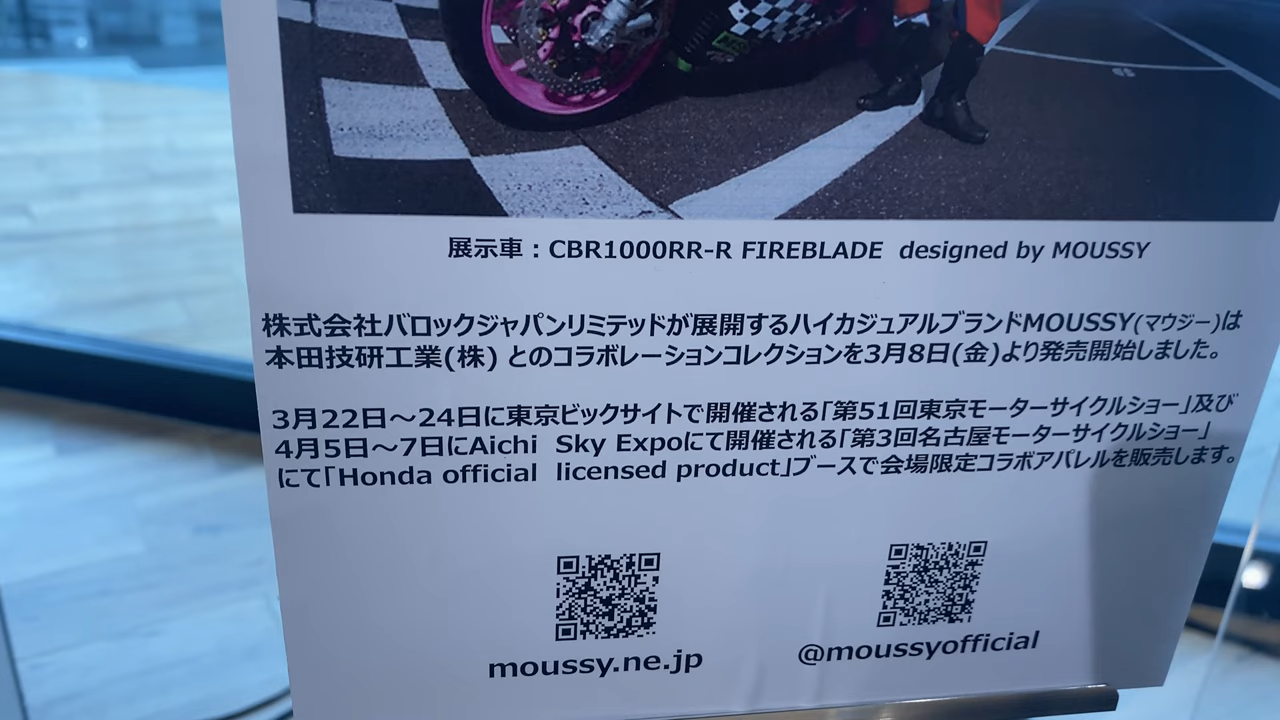 展示車：CBR1000RR-R FIREBLADE designed by MOUSSY
株式会社バロックジャパンリミテッドが展開するハイカジュアルブランドMOUSSY(マウジー)は
本田技研工業(株) とのコラボレーションコレクションを3月8日(金)より発売開始しました。
3月22日～24日に東京ビックサイトで開催される「第51回東京モーターサイクルショー」及び
4月5日～7日にAichi Sky Expoにて開催される「第3回名古屋モーターサイクルショー」
にて「Honda official licensed product」ブースで会場限定コラボアパレルを販売します。
moussy.ne.jp
@moussyofficial